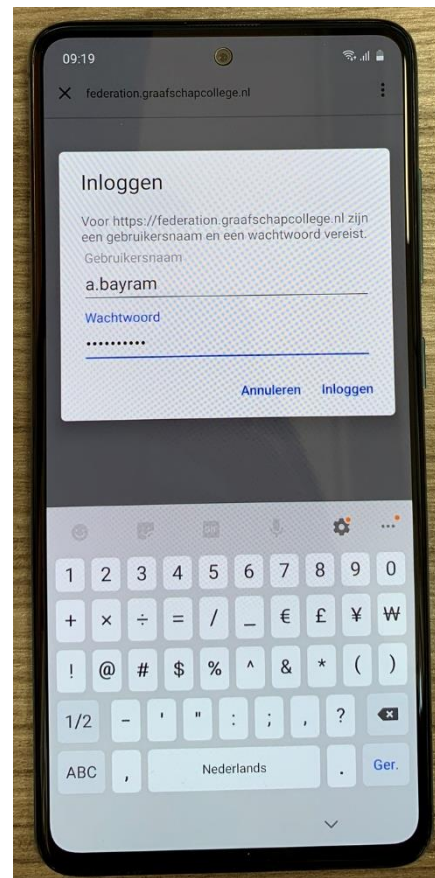 09:19
federation.graafschapcollege.nl
Inloggen
Voor https://federation.graafschapcollege.nl zijn
een gebruikersnaam en een wachtwoord vereist.
Gebruikersnaam
a.bayram
Wachtwoord
••••••••••
Annuleren Inloggen
GIF
1 2 3 4 5 6 7 8 9 0
+ × ÷ = / _ € £ ¥ ₩
! @ # $ % ^ & * ( )
1/2 - ' " : ; , ?
ABC , Nederlands . Ger.